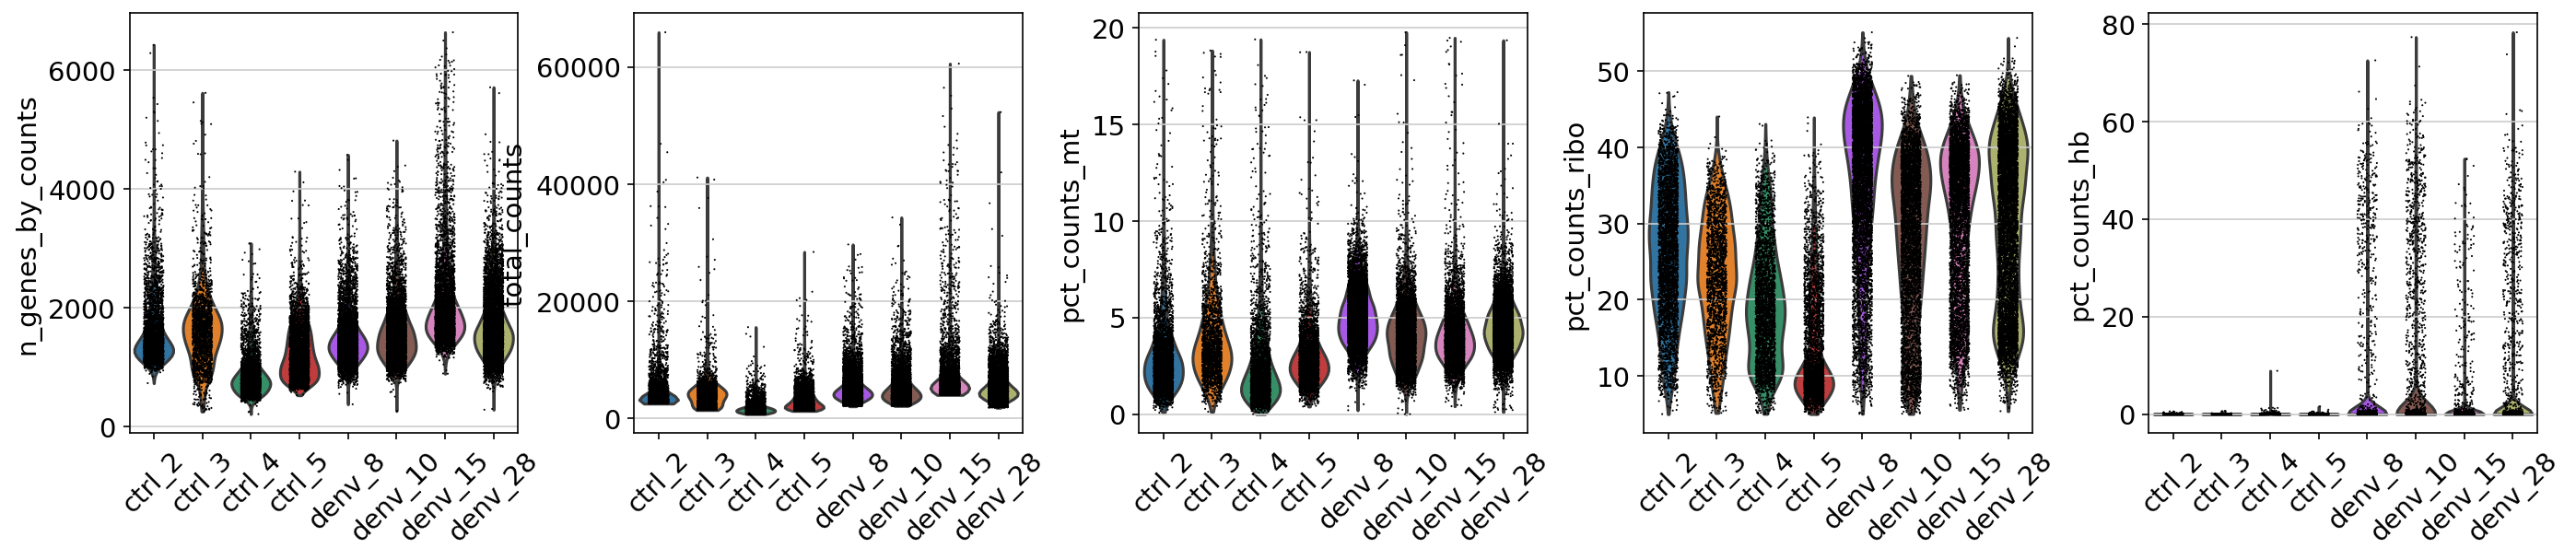 n_genes_by_counts
6000
4000
2000
0
ctrl_2
ctrl_3
ctrl_4
ctrl_5
denv_8
denv_10
denv_15
denv_28
total_counts
60000
40000
20000
0
ctrl_2
ctrl_3
ctrl_4
ctrl_5
denv_8
denv_10
denv_15
denv_28
pct_counts_mt
20
15
10
5
0
ctrl_2
ctrl_3
ctrl_4
ctrl_5
denv_8
denv_10
denv_15
denv_28
pct_counts_ribo
50
40
30
20
10
ctrl_2
ctrl_3
ctrl_4
ctrl_5
denv_8
denv_10
denv_15
denv_28
pct_counts_hb
80
60
40
20
0
ctrl_2
ctrl_3
ctrl_4
ctrl_5
denv_8
denv_10
denv_15
denv_28